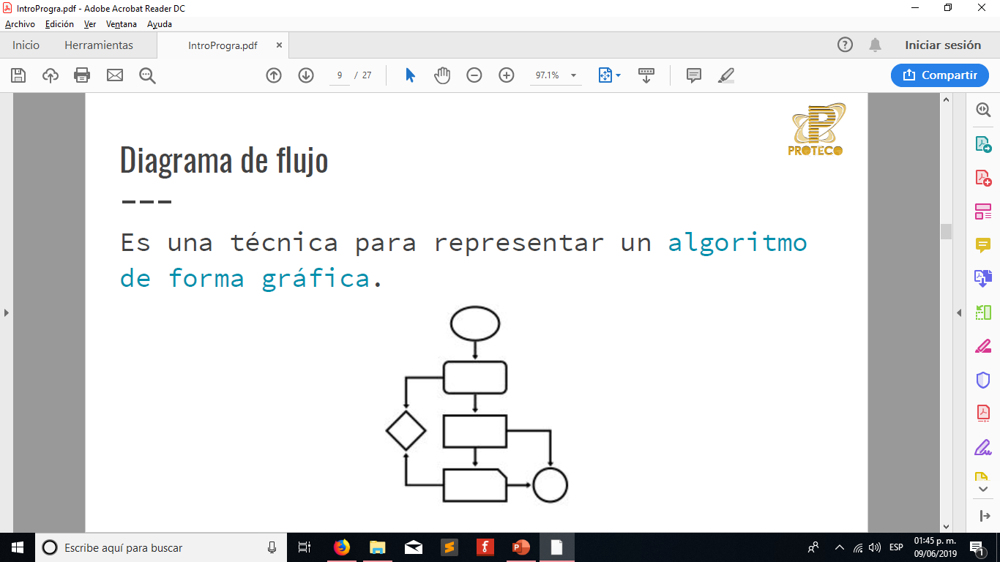 IntroProgra.pdf - Adobe Acrobat Reader DC
Archivo Edición Ver Ventana Ayuda
Inicio Herramientas IntroProgra.pdf × Iniciar sesión
9 / 27 97.1% Compartir
PROTECO
Diagrama de flujo
---
Es una técnica para representar un algoritmo
de forma gráfica.
Escribe aquí para buscar
ESP
01:45 p. m.
09/06/2019
1